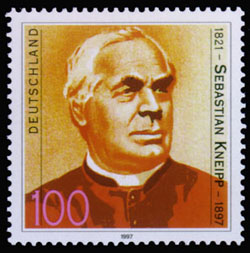 DEUTSCHLAND
1821 – SEBASTIAN KNEIPP – 1897
100
1997